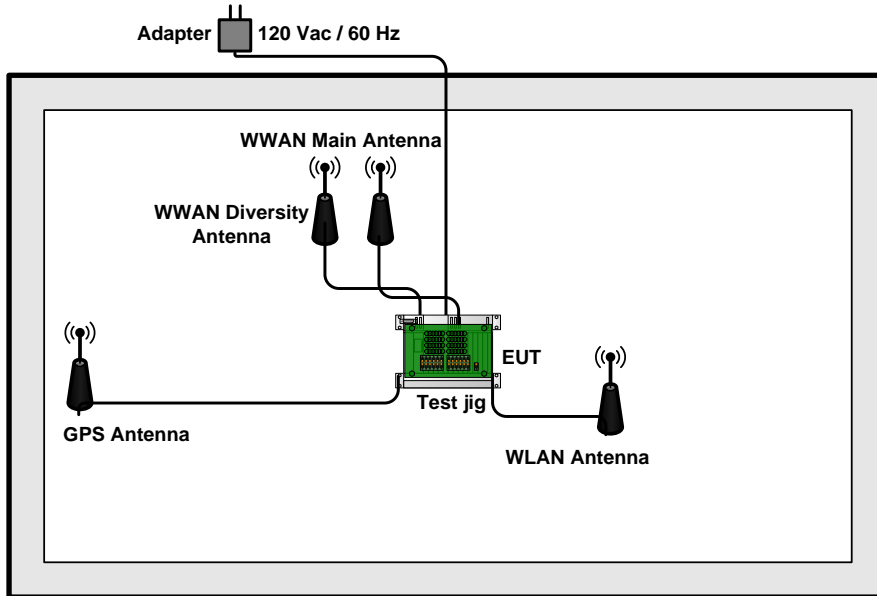 Adapter
120 Vac / 60 Hz
WWAN Main Antenna
WWAN Diversity
Antenna
EUT
Test jig
GPS Antenna
WLAN Antenna